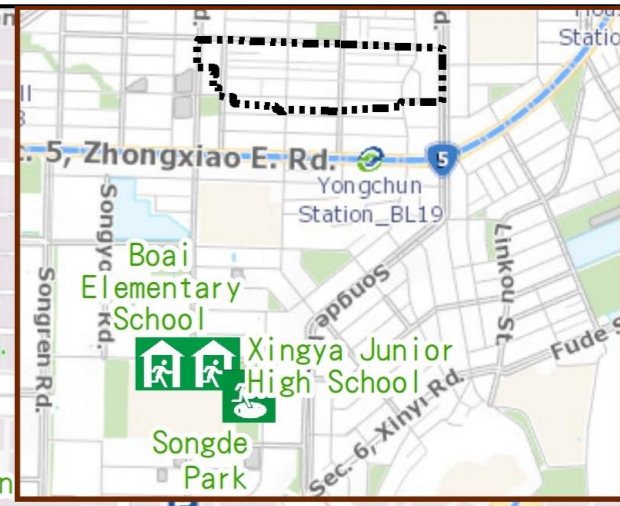 Statio
5, Zhongxiao E. Rd.
5
Yongchun
Station_BL19
Songren Rd.
Rd.
Linkou St.
Songde
Boai
Elementary
School
Xingya Junior
High School
Fude S
Sec. 6, Xinyi Rd.
Songde
Park